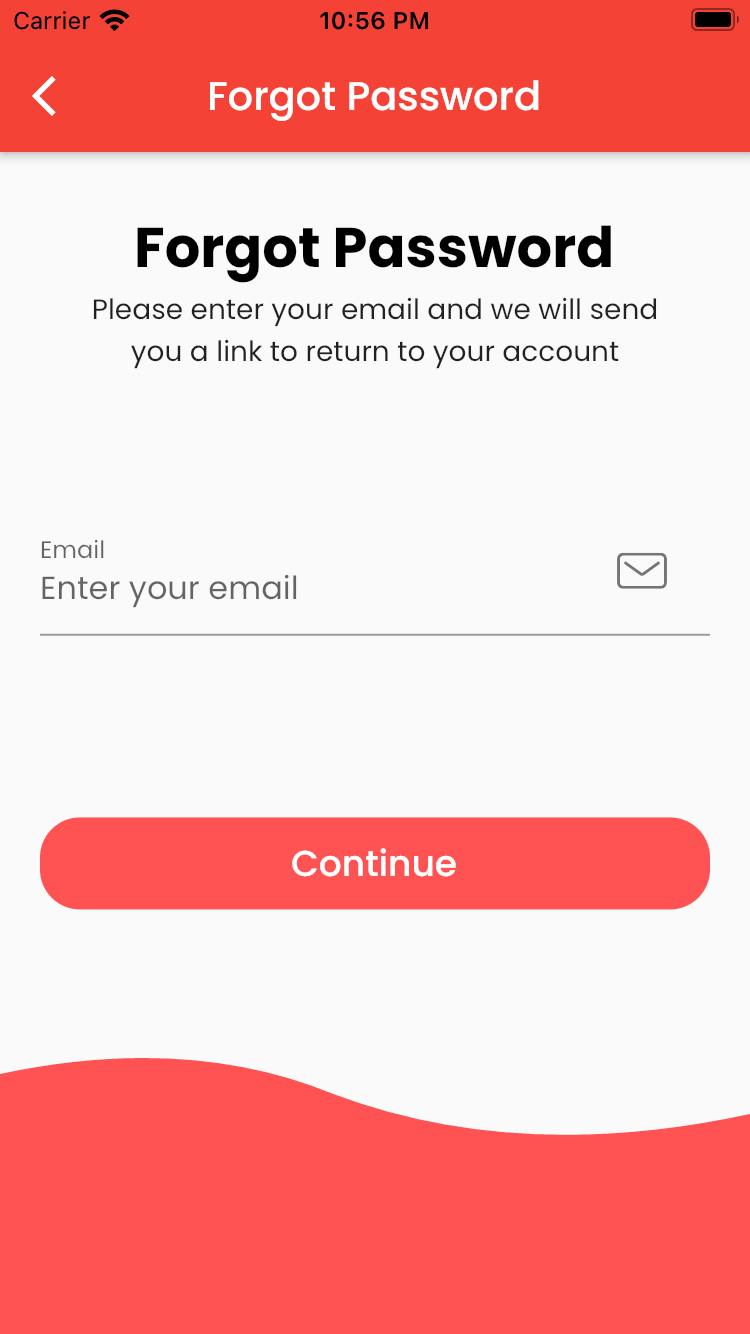 Carrier 10:56 PM
Forgot Password
Forgot Password
Please enter your email and we will send
you a link to return to your account
Email
Enter your email
Continue